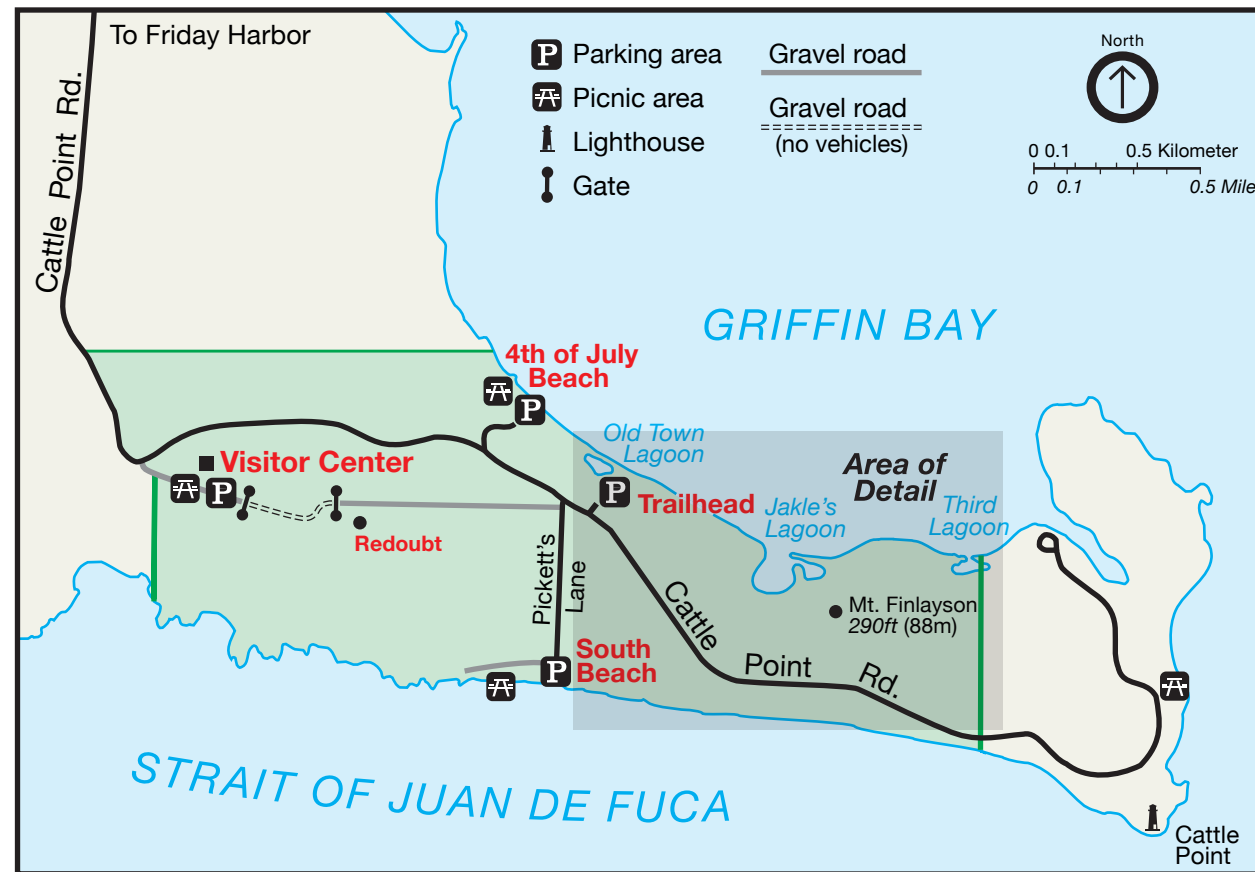 To Friday Harbor
Cattle Point Rd.
P Parking area
Picnic area
Lighthouse
Gate
Gravel road
Gravel road
(no vehicles)
North
0 0.1 0.5 Kilometer
0 0.1 0.5 Mile
GRIFFIN BAY
4th of July
Beach
P
Old Town
Lagoon
Area of
Detail
Visitor Center
P
P
Trailhead
Jakle's
Lagoon
Third
Lagoon
Redoubt
Pickett's
Lane
Cattle Point Rd.
Mt. Finlayson
290ft (88m)
South
Beach
P
STRAIT OF JUAN DE FUCA
Cattle
Point